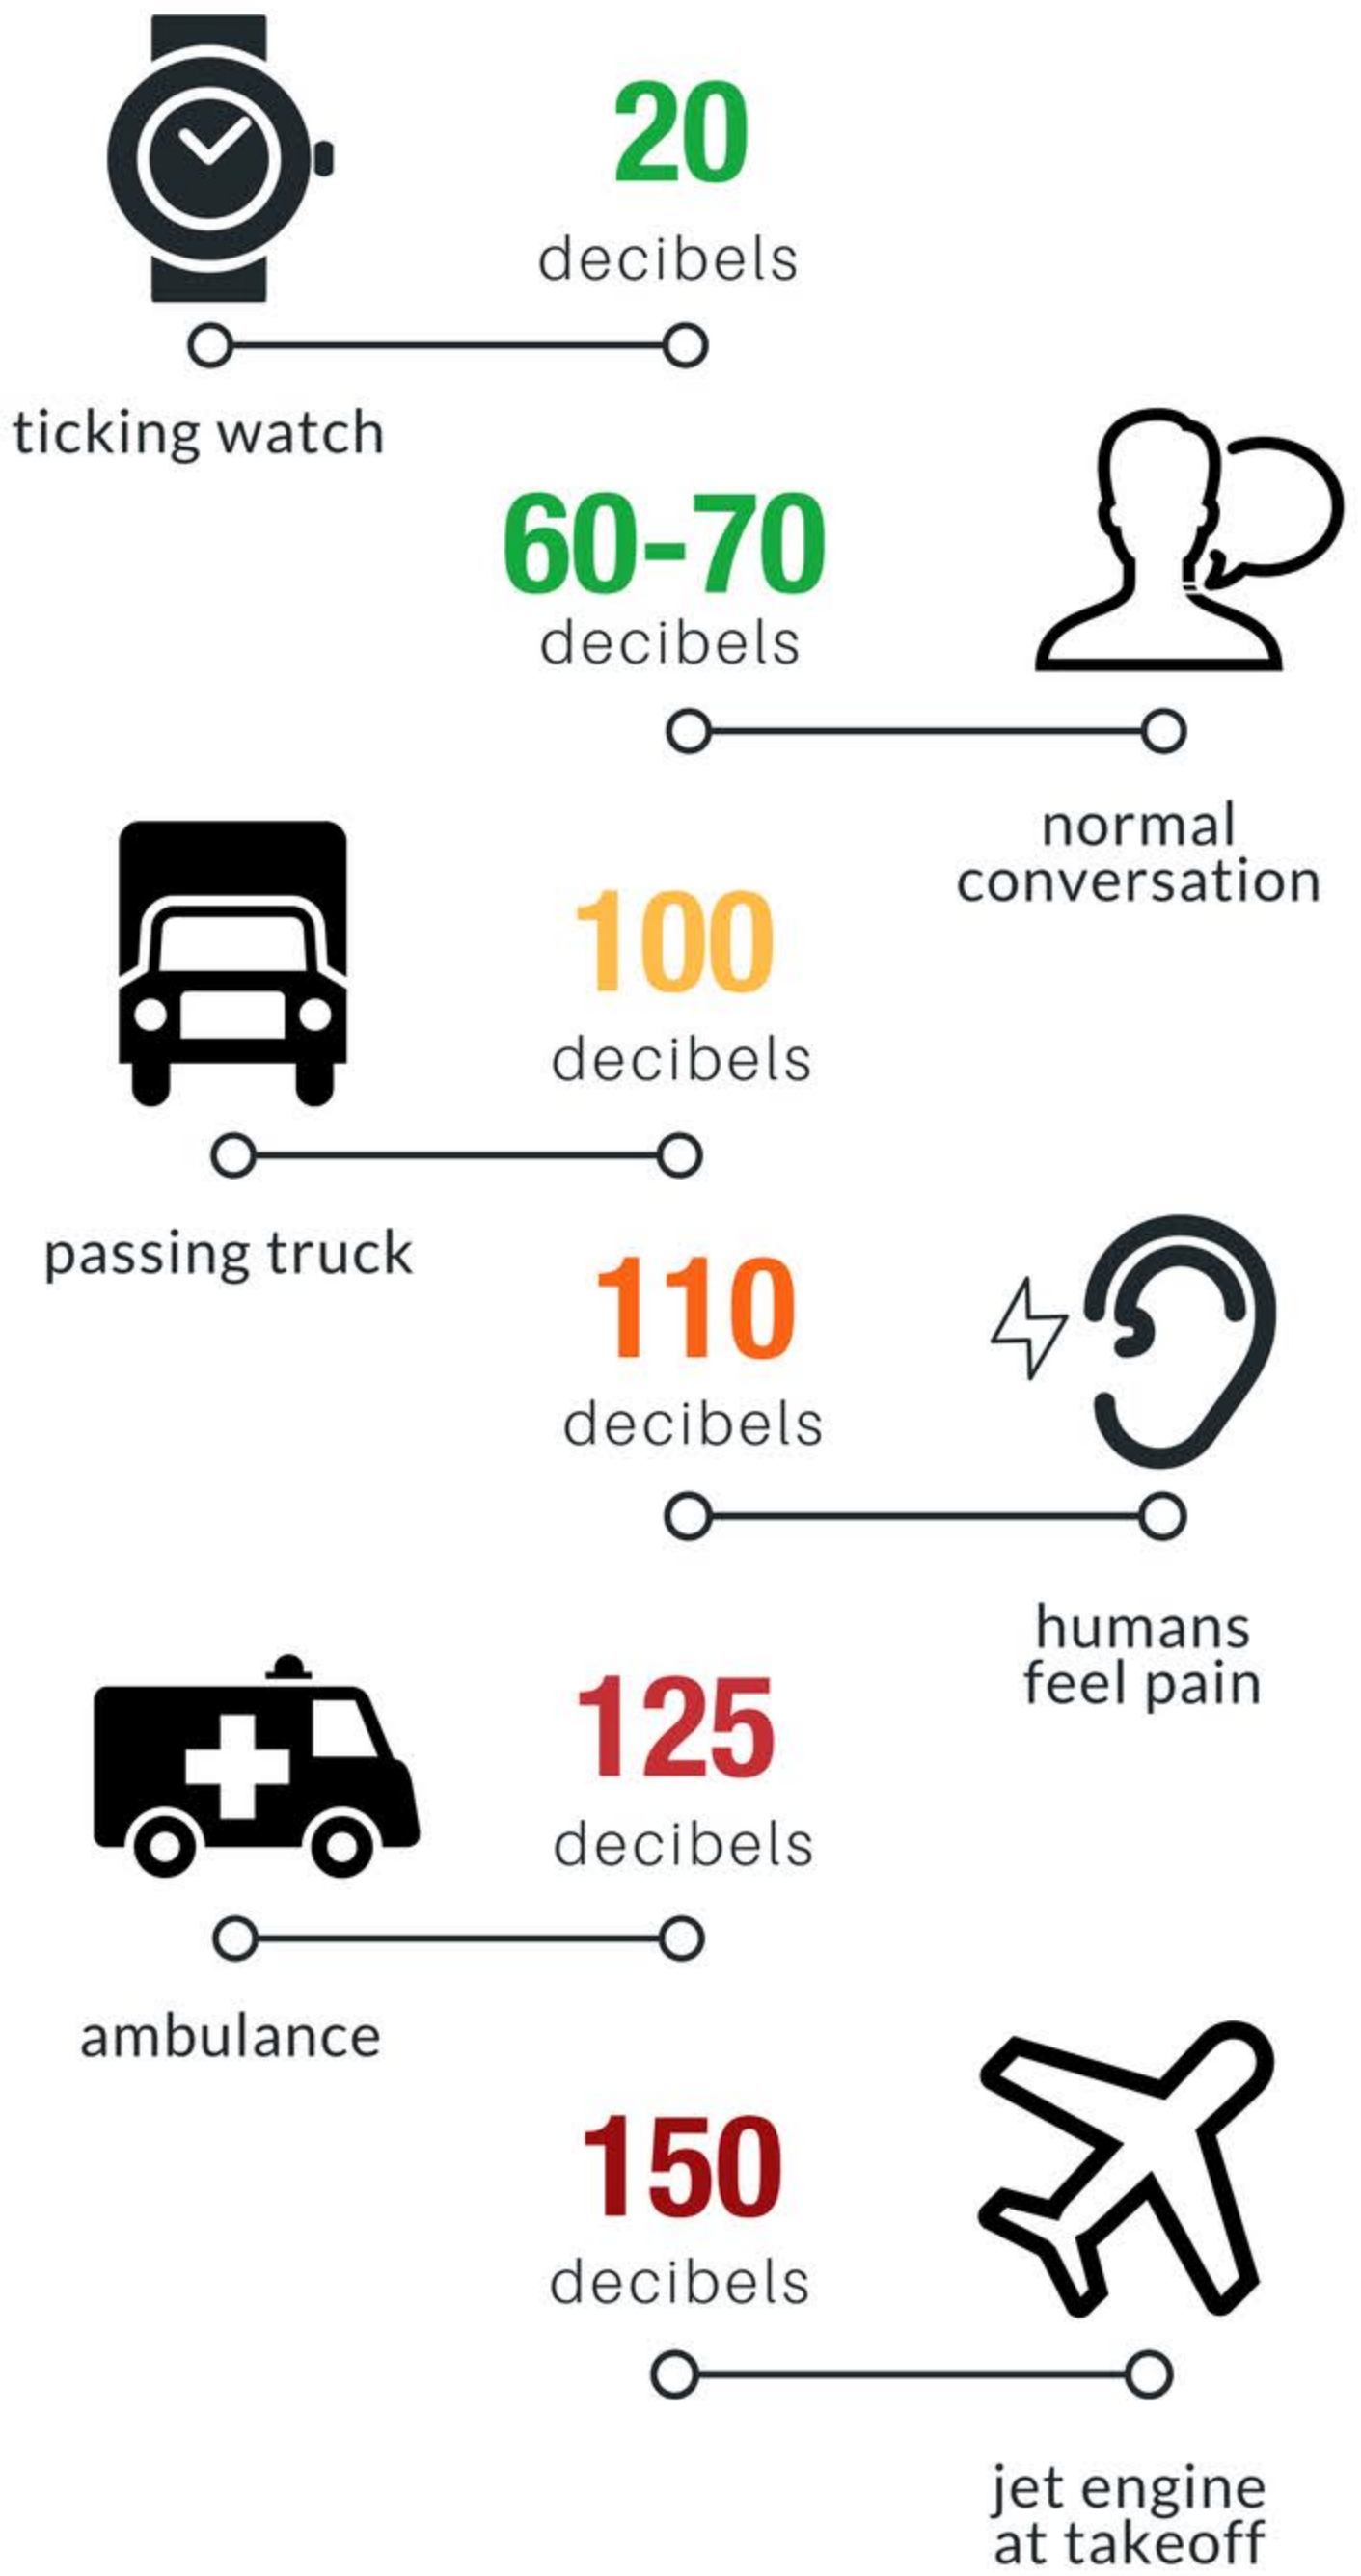 20
decibels
ticking watch
60-70
decibels
normal
conversation
100
decibels
passing truck
110
decibels
humans
feel pain
125
decibels
ambulance
150
decibels
jet engine
at takeoff